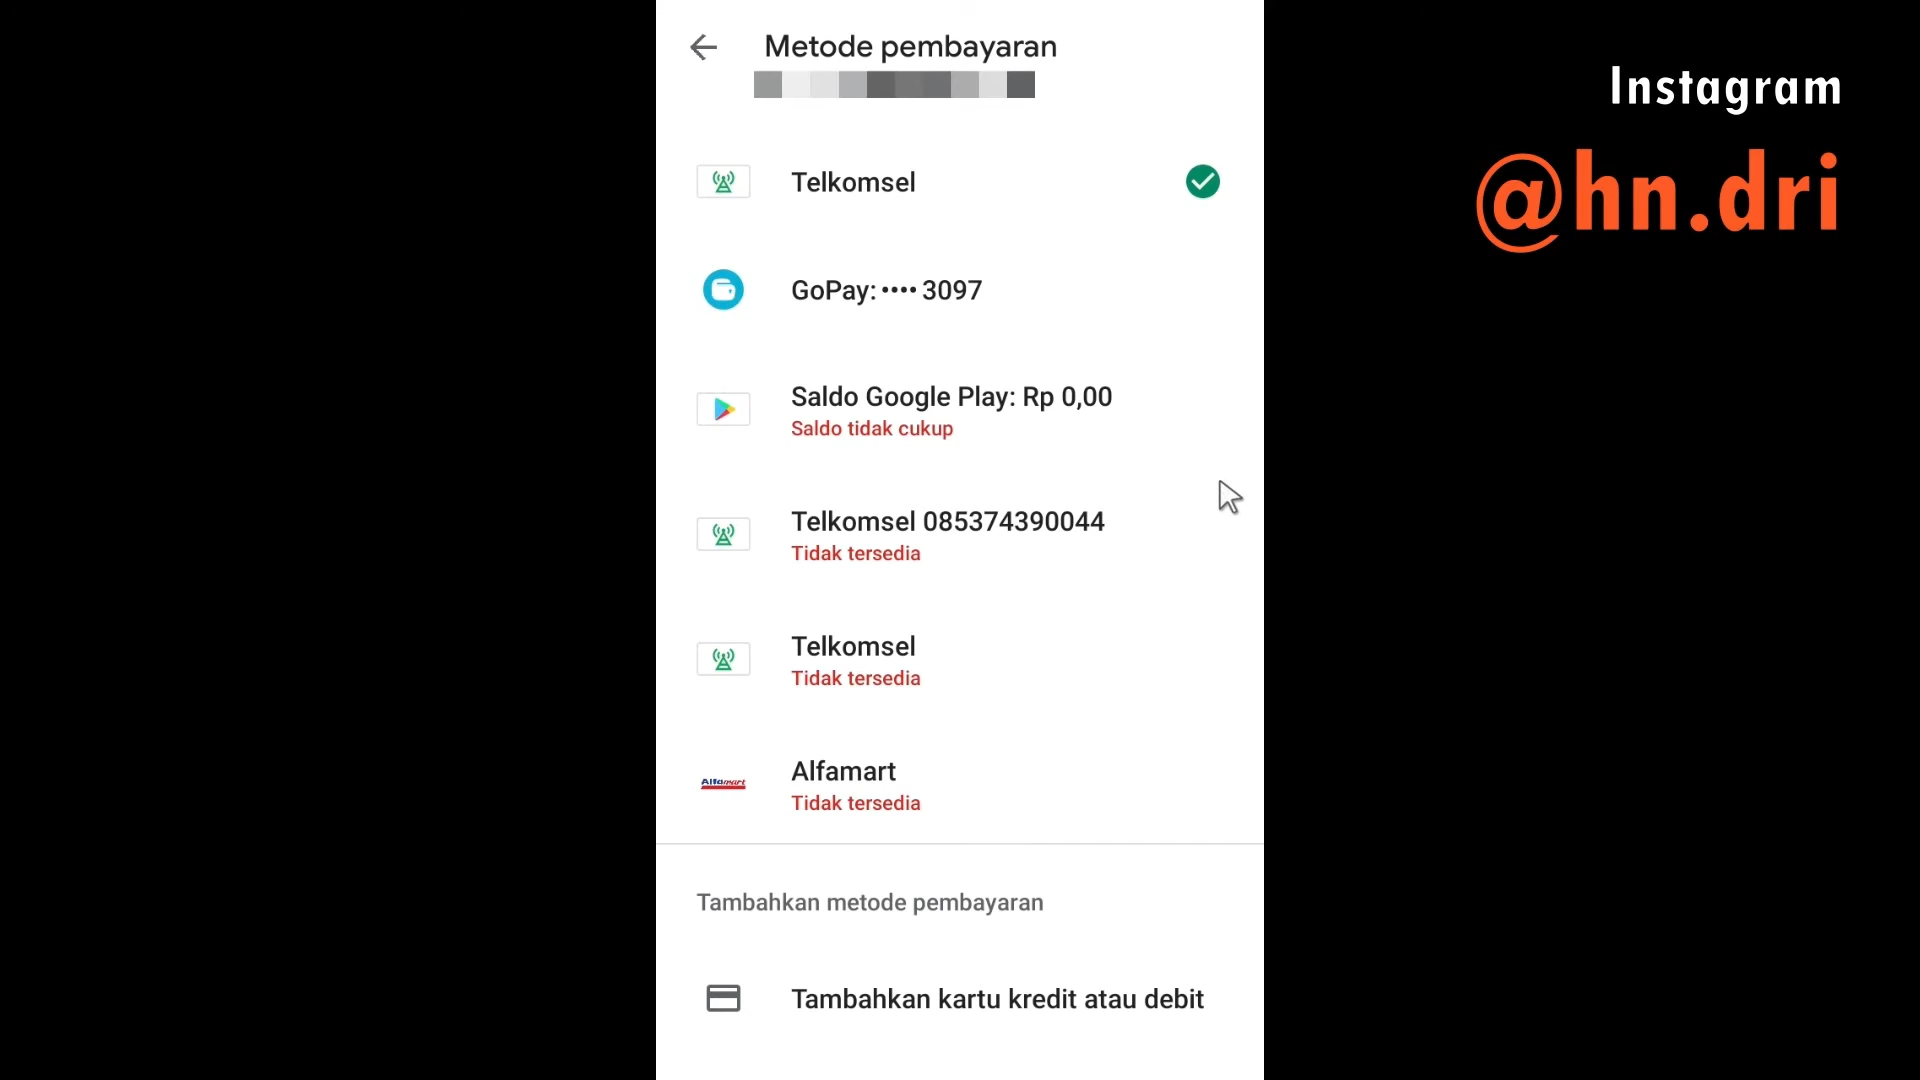 Metode pembayaran
Instagram
@hn.dri
Telkomsel
GoPay: •••• 3097
Saldo Google Play: Rp 0,00
Saldo tidak cukup
Telkomsel 085374390044
Tidak tersedia
Telkomsel
Tidak tersedia
Alfamart
Alfamart
Tidak tersedia
Tambahkan metode pembayaran
Tambahkan kartu kredit atau debit